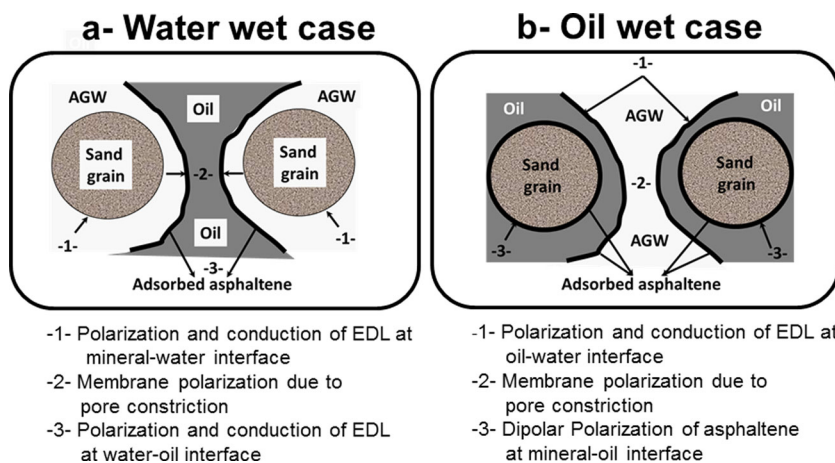 a- Water wet case
AGW
Oil
AGW
Sand
grain
-2-
Sand
grain
Oil
-1-
-1-
-3-
Adsorbed asphaltene
-1- Polarization and conduction of EDL at
mineral-water interface
-2- Membrane polarization due to
pore constriction
-3- Polarization and conduction of EDL
at water-oil interface
b- Oil wet case
-1-
Oil
AGW
Oil
Sand
grain
-2-
Sand
grain
AGW
-3-
-3-
Adsorbed asphaltene
-1- Polarization and conduction of EDL at
oil-water interface
-2- Membrane polarization due to
pore constriction
-3- Dipolar Polarization of asphaltene
at mineral-oil interface